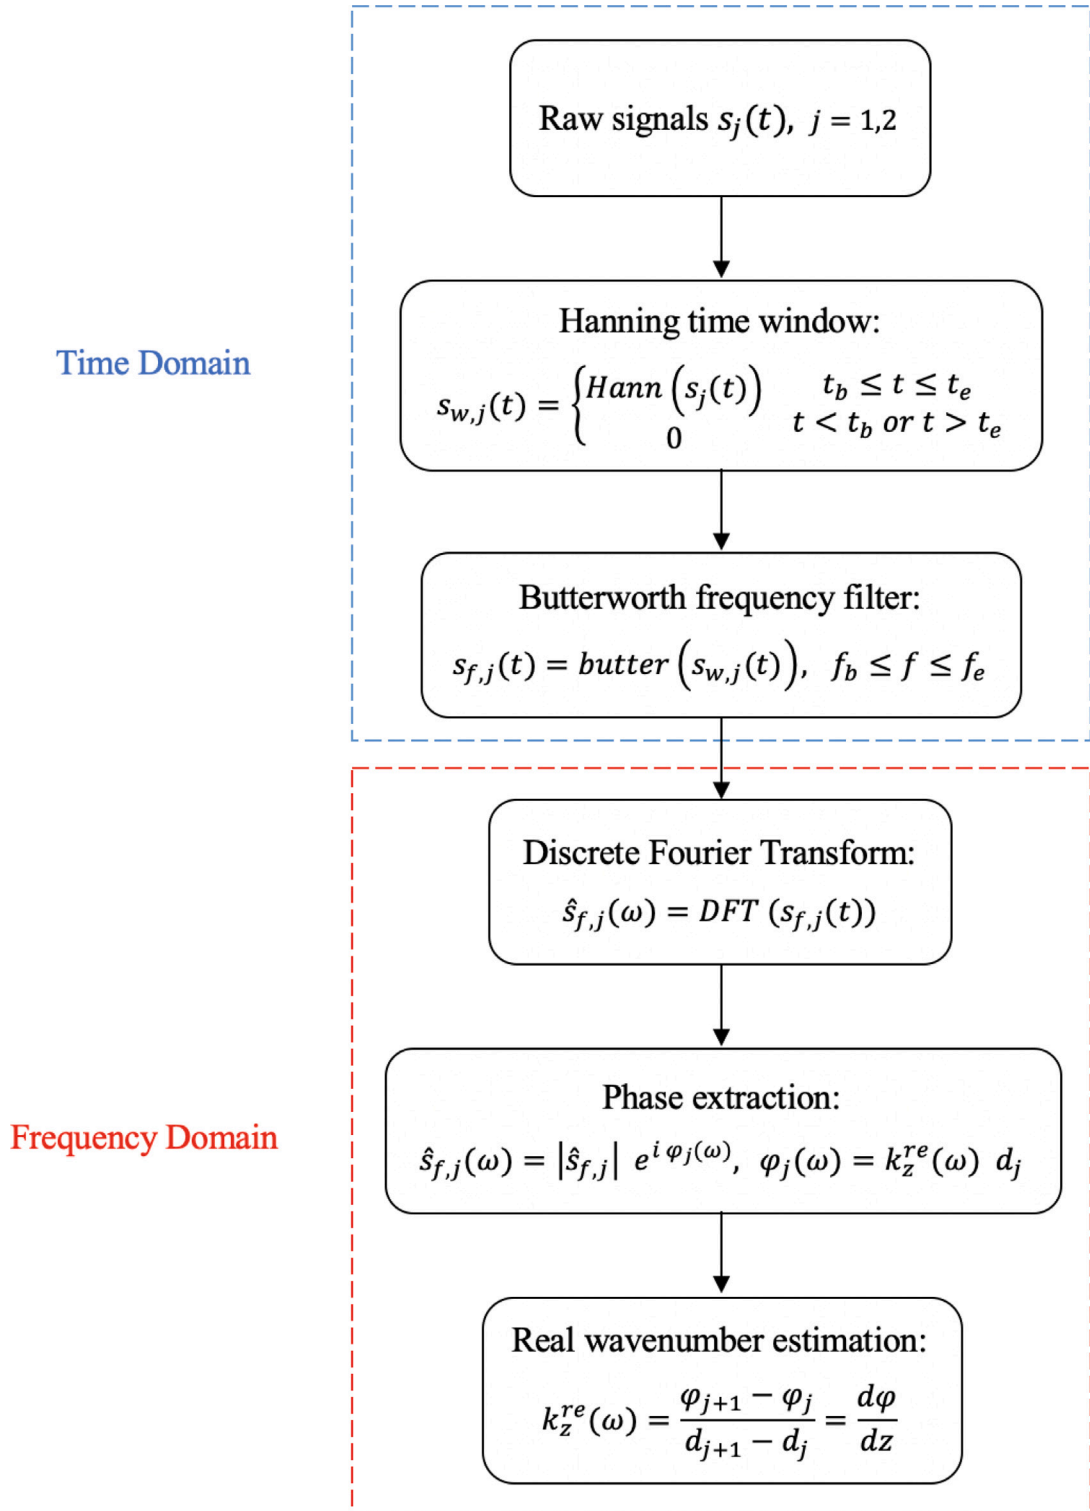 Raw signals s_j(t), j = 1,2
Time Domain
Hanning time window:
s_{w,j}(t) = { Hann (s_j(t))   t_b ≤ t ≤ t_e
0   t < t_b or t > t_e
Butterworth frequency filter:
s_{f,j}(t) = butter (s_{w,j}(t)), f_b ≤ f ≤ f_e
Discrete Fourier Transform:
ŝ_{f,j}(ω) = DFT (s_{f,j}(t))
Frequency Domain
Phase extraction:
ŝ_{f,j}(ω) = |ŝ_{f,j}| e^{i φ_j(ω)}, φ_j(ω) = k_z^{re}(ω) d_j
Real wavenumber estimation:
k_z^{re}(ω) = \frac{φ_{j+1} − φ_j}{d_{j+1} − d_j} = \frac{dφ}{dz}